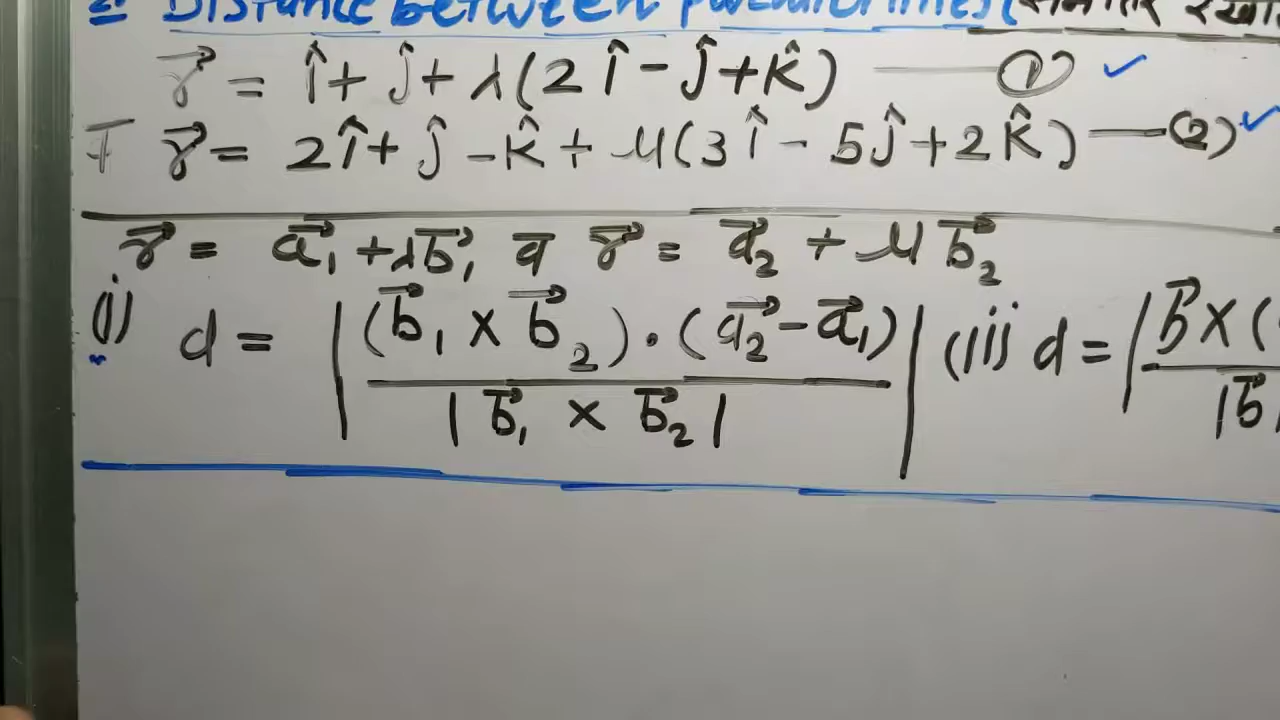 2. Distance between parallel lines (समान्तर रेखा
r⃗ = î + ĵ + λ(2î - ĵ + k̂) —— ① ✓
r⃗ = 2î + ĵ - k̂ + μ(3î - 5ĵ + 2k̂) —— (2) ✓
r⃗ = a⃗₁ + λb⃗₁ व r⃗ = a⃗₂ + μb⃗₂
(i) d = |(b⃗₁ × b⃗₂)·(a⃗₂ - a⃗₁) / |b⃗₁ × b⃗₂|| (ii) d = |b⃗ × ( / |b⃗|